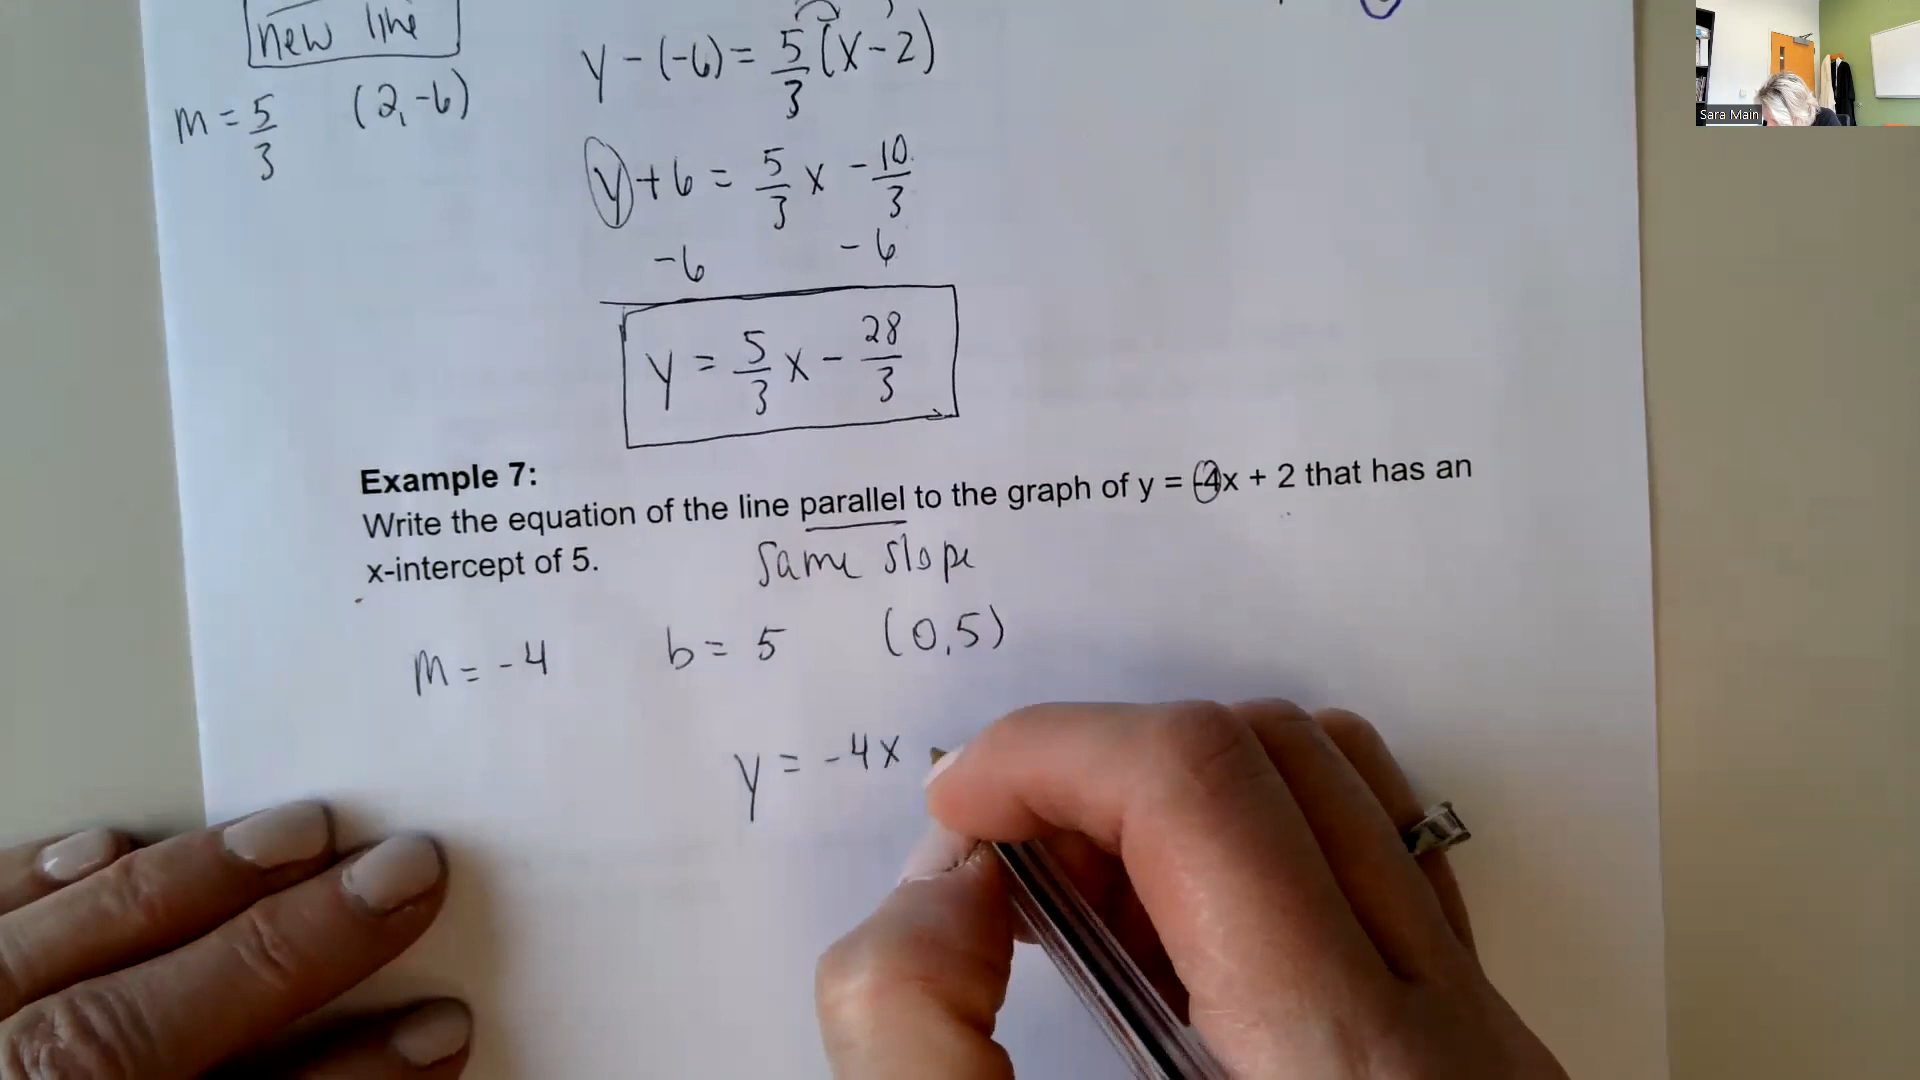 new line
y - (-6) = 5/3 (x - 2)
m = 5/3 (2, -6)
y + 6 = 5/3 x - 10/3
-6 -6
y = 5/3 x - 28/3
Example 7:
Write the equation of the line parallel to the graph of y = -4x + 2 that has an
x-intercept of 5.
Same slope
m = -4 b = 5 (0,5)
y = -4x
Sara Main